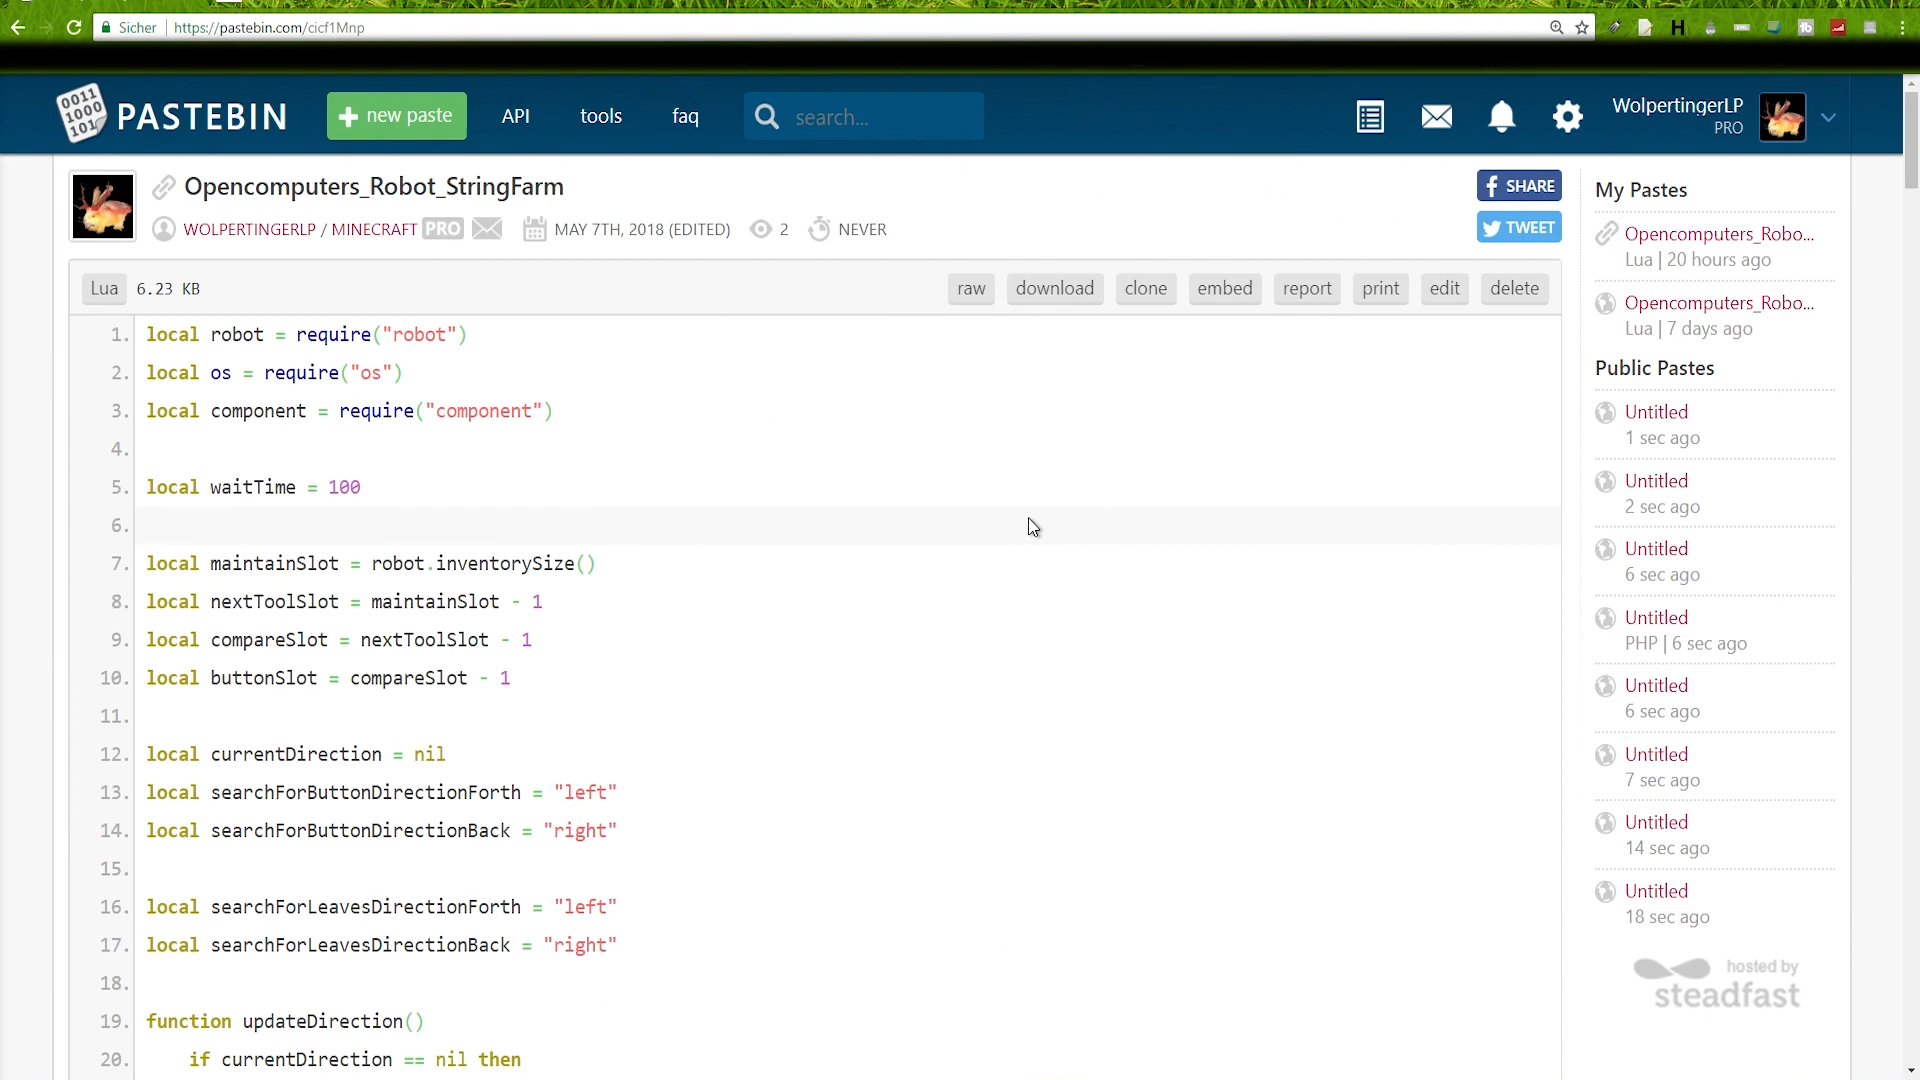 Sicher https://pastebin.com/cicf1Mnp
PASTEBIN
+ new paste
API
tools
faq
search...
WolpertingerLP
PRO
Opencomputers_Robot_StringFarm
WOLPERTINGERLP / MINECRAFT PRO MAY 7TH, 2018 (EDITED) 2 NEVER
SHARE
TWEET
Lua 6.23 KB
raw download clone embed report print edit delete
1. local robot = require("robot")
2. local os = require("os")
3. local component = require("component")
4.
5. local waitTime = 100
6.
7. local maintainSlot = robot.inventorySize()
8. local nextToolSlot = maintainSlot - 1
9. local compareSlot = nextToolSlot - 1
10. local buttonSlot = compareSlot - 1
11.
12. local currentDirection = nil
13. local searchForButtonDirectionForth = "left"
14. local searchForButtonDirectionBack = "right"
15.
16. local searchForLeavesDirectionForth = "left"
17. local searchForLeavesDirectionBack = "right"
18.
19. function updateDirection()
20. if currentDirection == nil then
My Pastes
Opencomputers_Robo...
Lua | 20 hours ago
Opencomputers_Robo...
Lua | 7 days ago
Public Pastes
Untitled
1 sec ago
Untitled
2 sec ago
Untitled
6 sec ago
Untitled
PHP | 6 sec ago
Untitled
6 sec ago
Untitled
7 sec ago
Untitled
14 sec ago
Untitled
18 sec ago
hosted by
steadfast